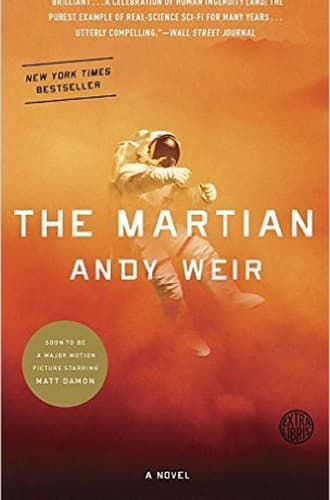 BRILLIANT . . . A CELEBRATION OF HUMAN INGENUITY [AND] THE
PUREST EXAMPLE OF REAL-SCIENCE SCI-FI FOR MANY YEARS . . .
UTTERLY COMPELLING."—WALL STREET JOURNAL
NEW YORK TIMES
BESTSELLER
THE MARTIAN
ANDY WEIR
SOON TO BE
A MAJOR MOTION
PICTURE STARRING
MATT DAMON
EXTRA
LIBRIS
A NOVEL